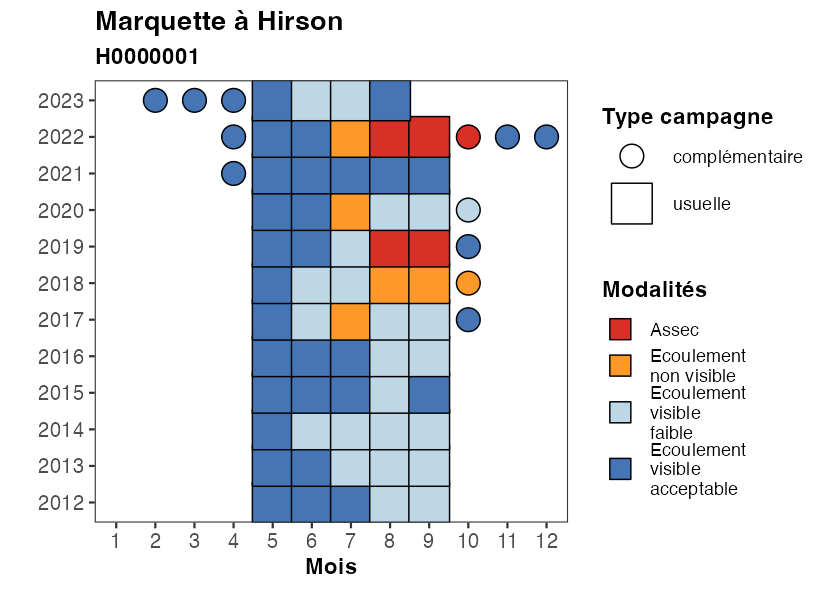 Marquette à Hirson
H0000001
2023
2022
2021
2020
2019
2018
2017
2016
2015
2014
2013
2012
1 2 3 4 5 6 7 8 9 10 11 12
Mois
Type campagne
complémentaire
usuelle
Modalités
Assec
Ecoulement
non visible
Ecoulement
visible
faible
Ecoulement
visible
acceptable